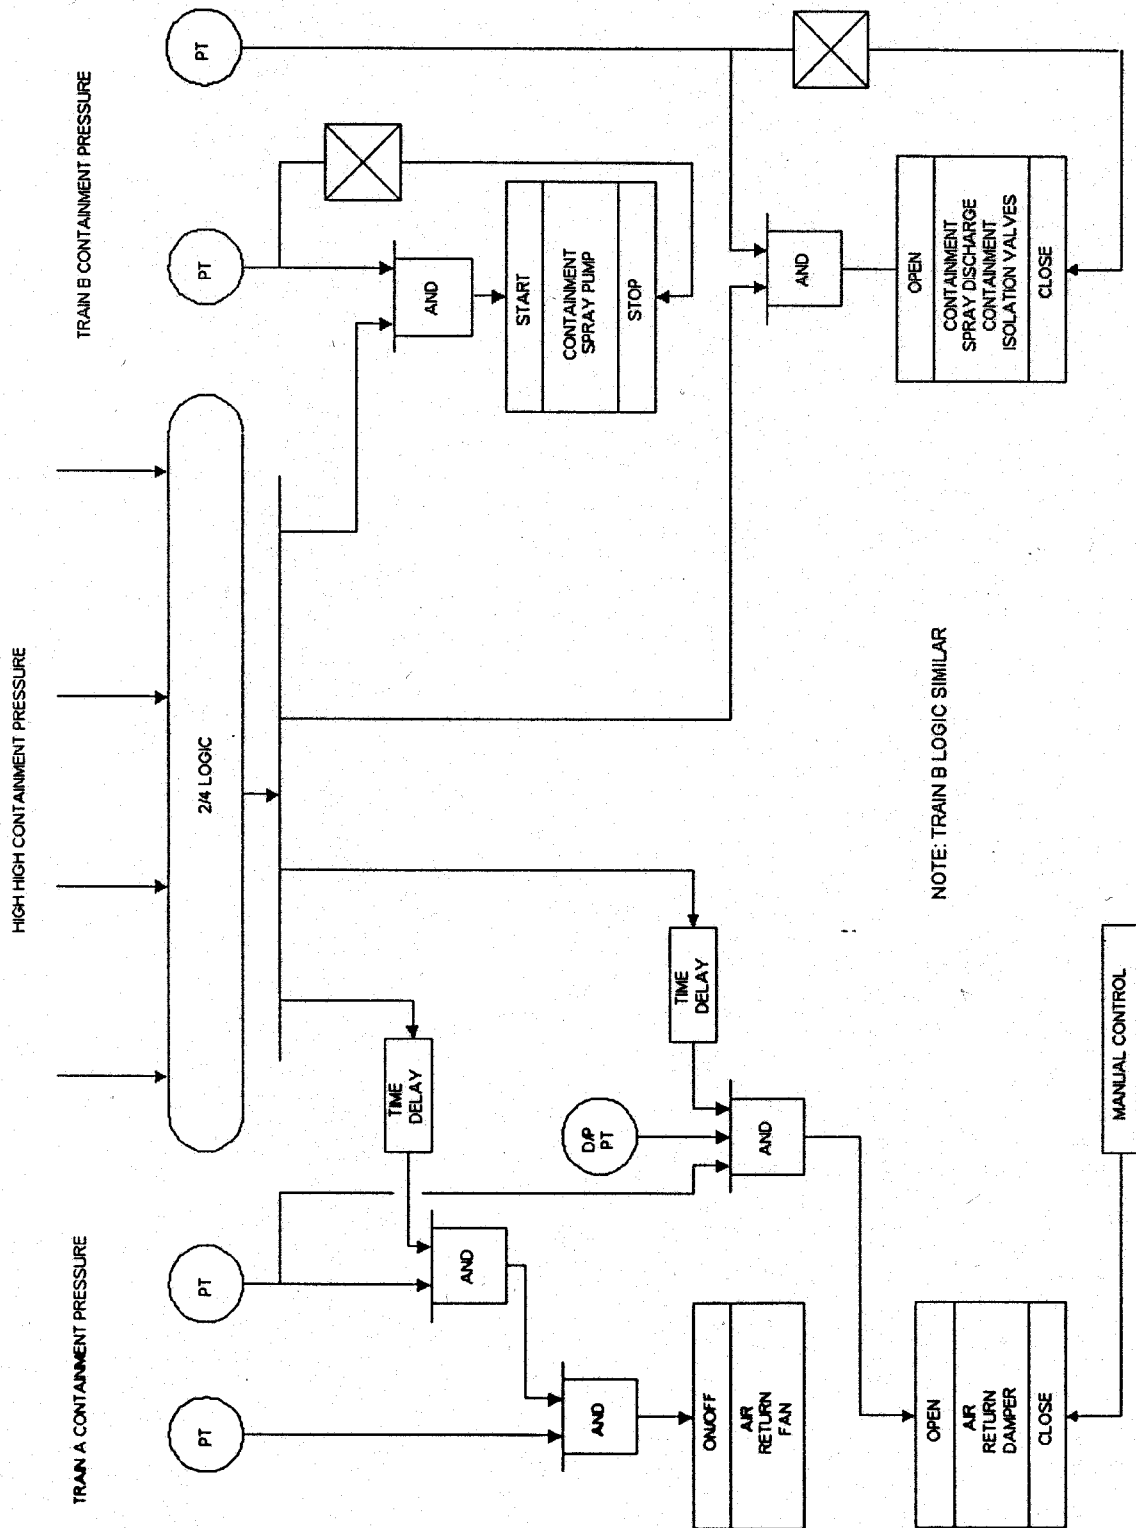 HIGH HIGH CONTAINMENT PRESSURE
TRAIN A CONTAINMENT PRESSURE
TRAIN B CONTAINMENT PRESSURE
PT
PT
2/4 LOGIC
PT
PT
TIME
DELAY
AND
AND
START
CONTAINMENT
SPRAY PUMP
STOP
AND
D/P
PT
TIME
DELAY
ON/OFF
AIR
RETURN
FAN
AND
AND
OPEN
AIR
RETURN
DAMPER
CLOSE
NOTE: TRAIN B LOGIC SIMILAR
OPEN
CONTAINMENT
SPRAY DISCHARGE
CONTAINMENT
ISOLATION VALVES
CLOSE
MANUAL CONTROL